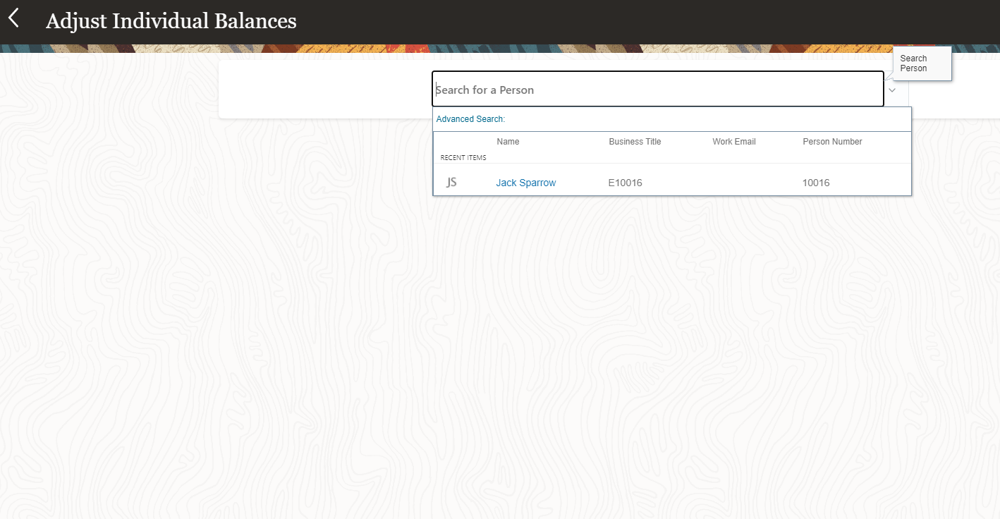 Adjust Individual Balances
Search
Person
Search for a Person
Advanced Search:
Name Business Title Work Email Person Number
RECENT ITEMS
JS Jack Sparrow E10016 10016